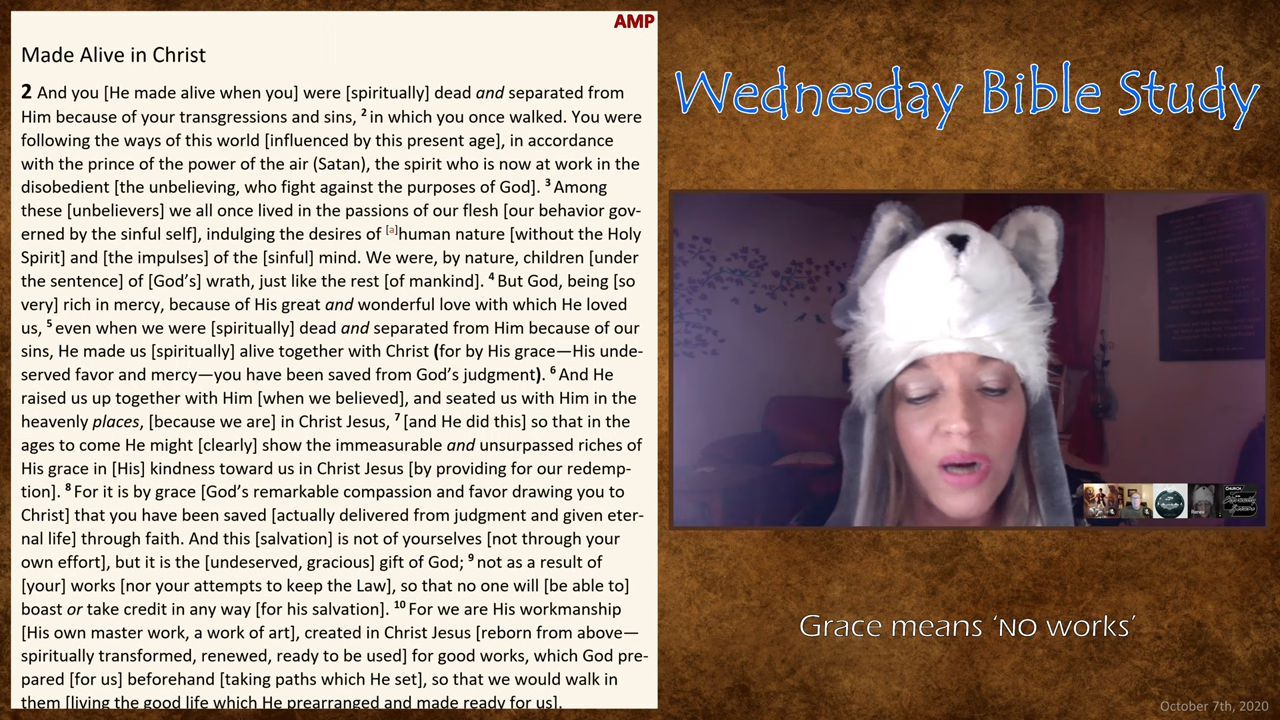 AMP
Made Alive in Christ
2 And you [He made alive when you] were [spiritually] dead and separated from
Him because of your transgressions and sins, 2 in which you once walked. You were
following the ways of this world [influenced by this present age], in accordance
with the prince of the power of the air (Satan), the spirit who is now at work in the
disobedient [the unbelieving, who fight against the purposes of God]. 3 Among
these [unbelievers] we all once lived in the passions of our flesh [our behavior gov-
erned by the sinful self], indulging the desires of [a]human nature [without the Holy
Spirit] and [the impulses] of the [sinful] mind. We were, by nature, children [under
the sentence] of [God's] wrath, just like the rest [of mankind]. 4 But God, being [so
very] rich in mercy, because of His great and wonderful love with which He loved
us, 5 even when we were [spiritually] dead and separated from Him because of our
sins, He made us [spiritually] alive together with Christ (for by His grace—His unde-
served favor and mercy—you have been saved from God's judgment). 6 And He
raised us up together with Him [when we believed], and seated us with Him in the
heavenly places, [because we are] in Christ Jesus, 7 [and He did this] so that in the
ages to come He might [clearly] show the immeasurable and unsurpassed riches of
His grace in [His] kindness toward us in Christ Jesus [by providing for our redemp-
tion]. 8 For it is by grace [God's remarkable compassion and favor drawing you to
Christ] that you have been saved [actually delivered from judgment and given eter-
nal life] through faith. And this [salvation] is not of yourselves [not through your
own effort], but it is the [undeserved, gracious] gift of God; 9 not as a result of
[your] works [nor your attempts to keep the Law], so that no one will [be able to]
boast or take credit in any way [for his salvation]. 10 For we are His workmanship
[His own master work, a work of art], created in Christ Jesus [reborn from above—
spiritually transformed, renewed, ready to be used] for good works, which God pre-
pared [for us] beforehand [taking paths which He set], so that we would walk in
them [living the good life which He prearranged and made ready for us].
Wednesday Bible Study
Renee
CHURCH
Grace means 'NO works'
October 7th, 2020